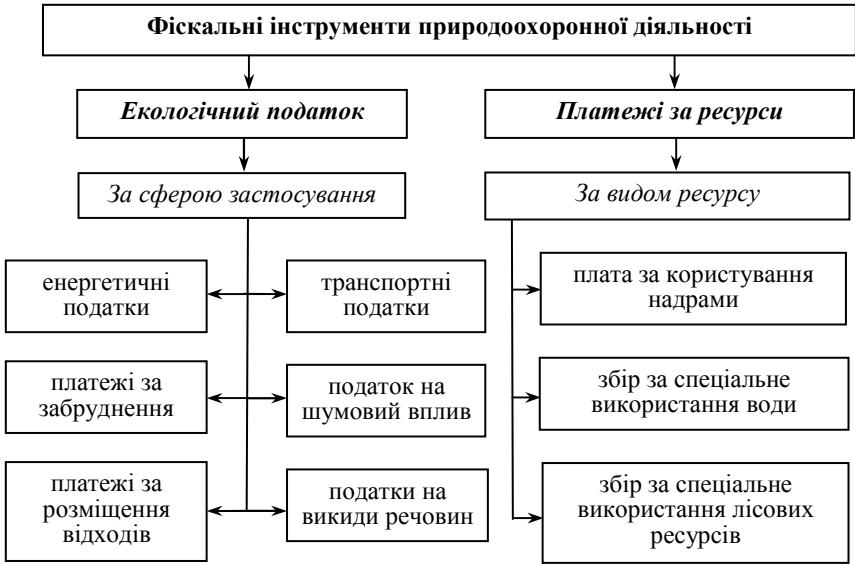 Фіскальні інструменти природоохоронної діяльності
Екологічний податок
Платежі за ресурси
За сферою застосування
За видом ресурсу
енергетичні
податки
транспортні
податки
плата за користування
надрами
платежі за
забруднення
податок на
шумовий вплив
збір за спеціальне
використання води
платежі за
розміщення
відходів
податки на
викиди речовин
збір за спеціальне
використання лісових
ресурсів